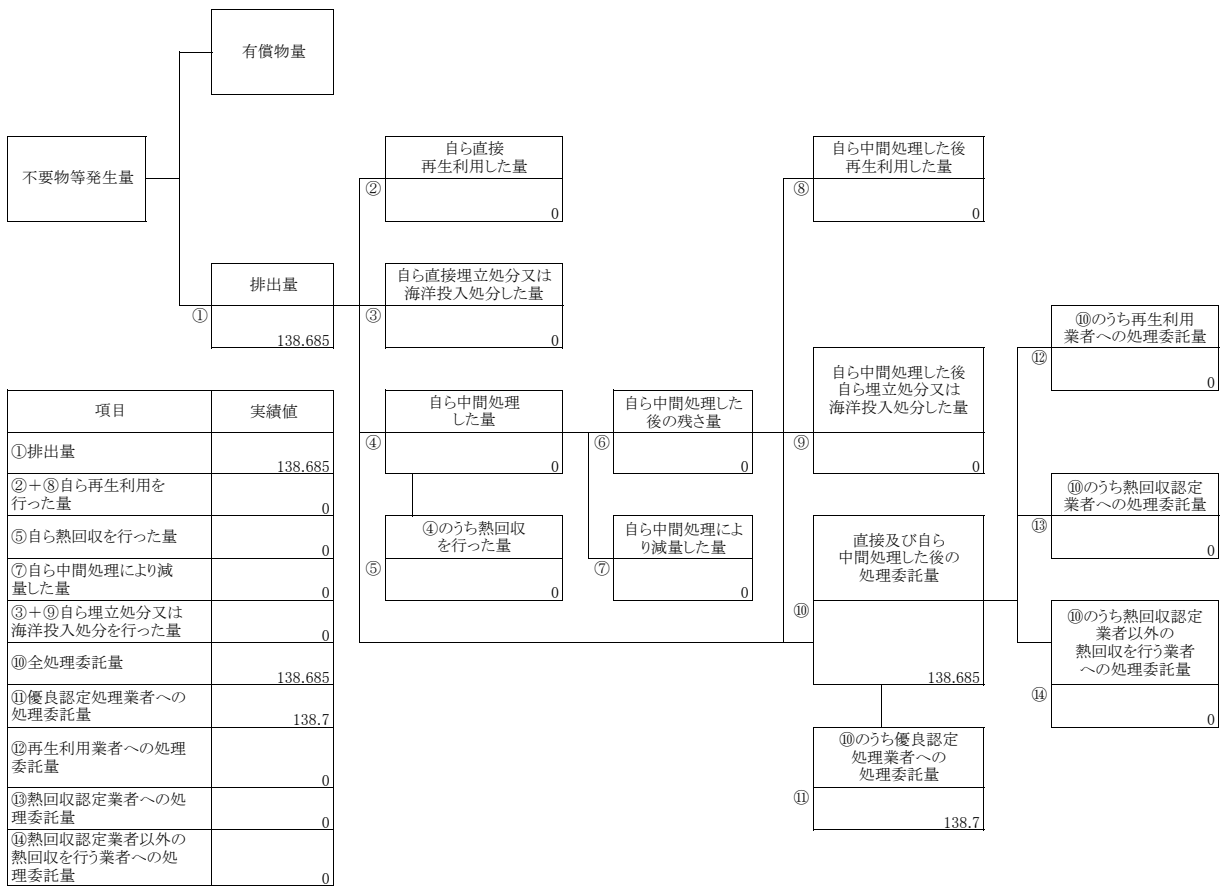 有償物量
不要物等発生量
排出量
①
138.685
自ら直接
再生利用した量
②
0
自ら直接埋立処分又は
海洋投入処分した量
③
0
自ら中間処理
した量
④
0
④のうち熱回収
を行った量
⑤
0
自ら中間処理した
後の残さ量
⑥
0
自ら中間処理によ
り減量した量
⑦
0
自ら中間処理した後
再生利用した量
⑧
0
自ら中間処理した後
自ら埋立処分又は
海洋投入処分した量
⑨
0
直接及び自ら
中間処理した後の
処理委託量
⑩
138.685
⑩のうち優良認定
処理業者への
処理委託量
⑪
138.7
⑩のうち再生利用
業者への処理委託量
⑫
0
⑩のうち熱回収認定
業者への処理委託量
⑬
0
⑩のうち熱回収認定
業者以外の
熱回収を行う業者
への処理委託量
⑭
0
項目 実績値
①排出量
138.685
②＋⑧自ら再生利用を
行った量
0
⑤自ら熱回収を行った量
0
⑦自ら中間処理により減
量した量
0
③＋⑨自ら埋立処分又は
海洋投入処分を行った量
0
⑩全処理委託量
138.685
⑪優良認定処理業者への
処理委託量
138.7
⑫再生利用業者への処理
委託量
0
⑬熱回収認定業者への処
理委託量
0
⑭熱回収認定業者以外の
熱回収を行う業者への処
理委託量
0